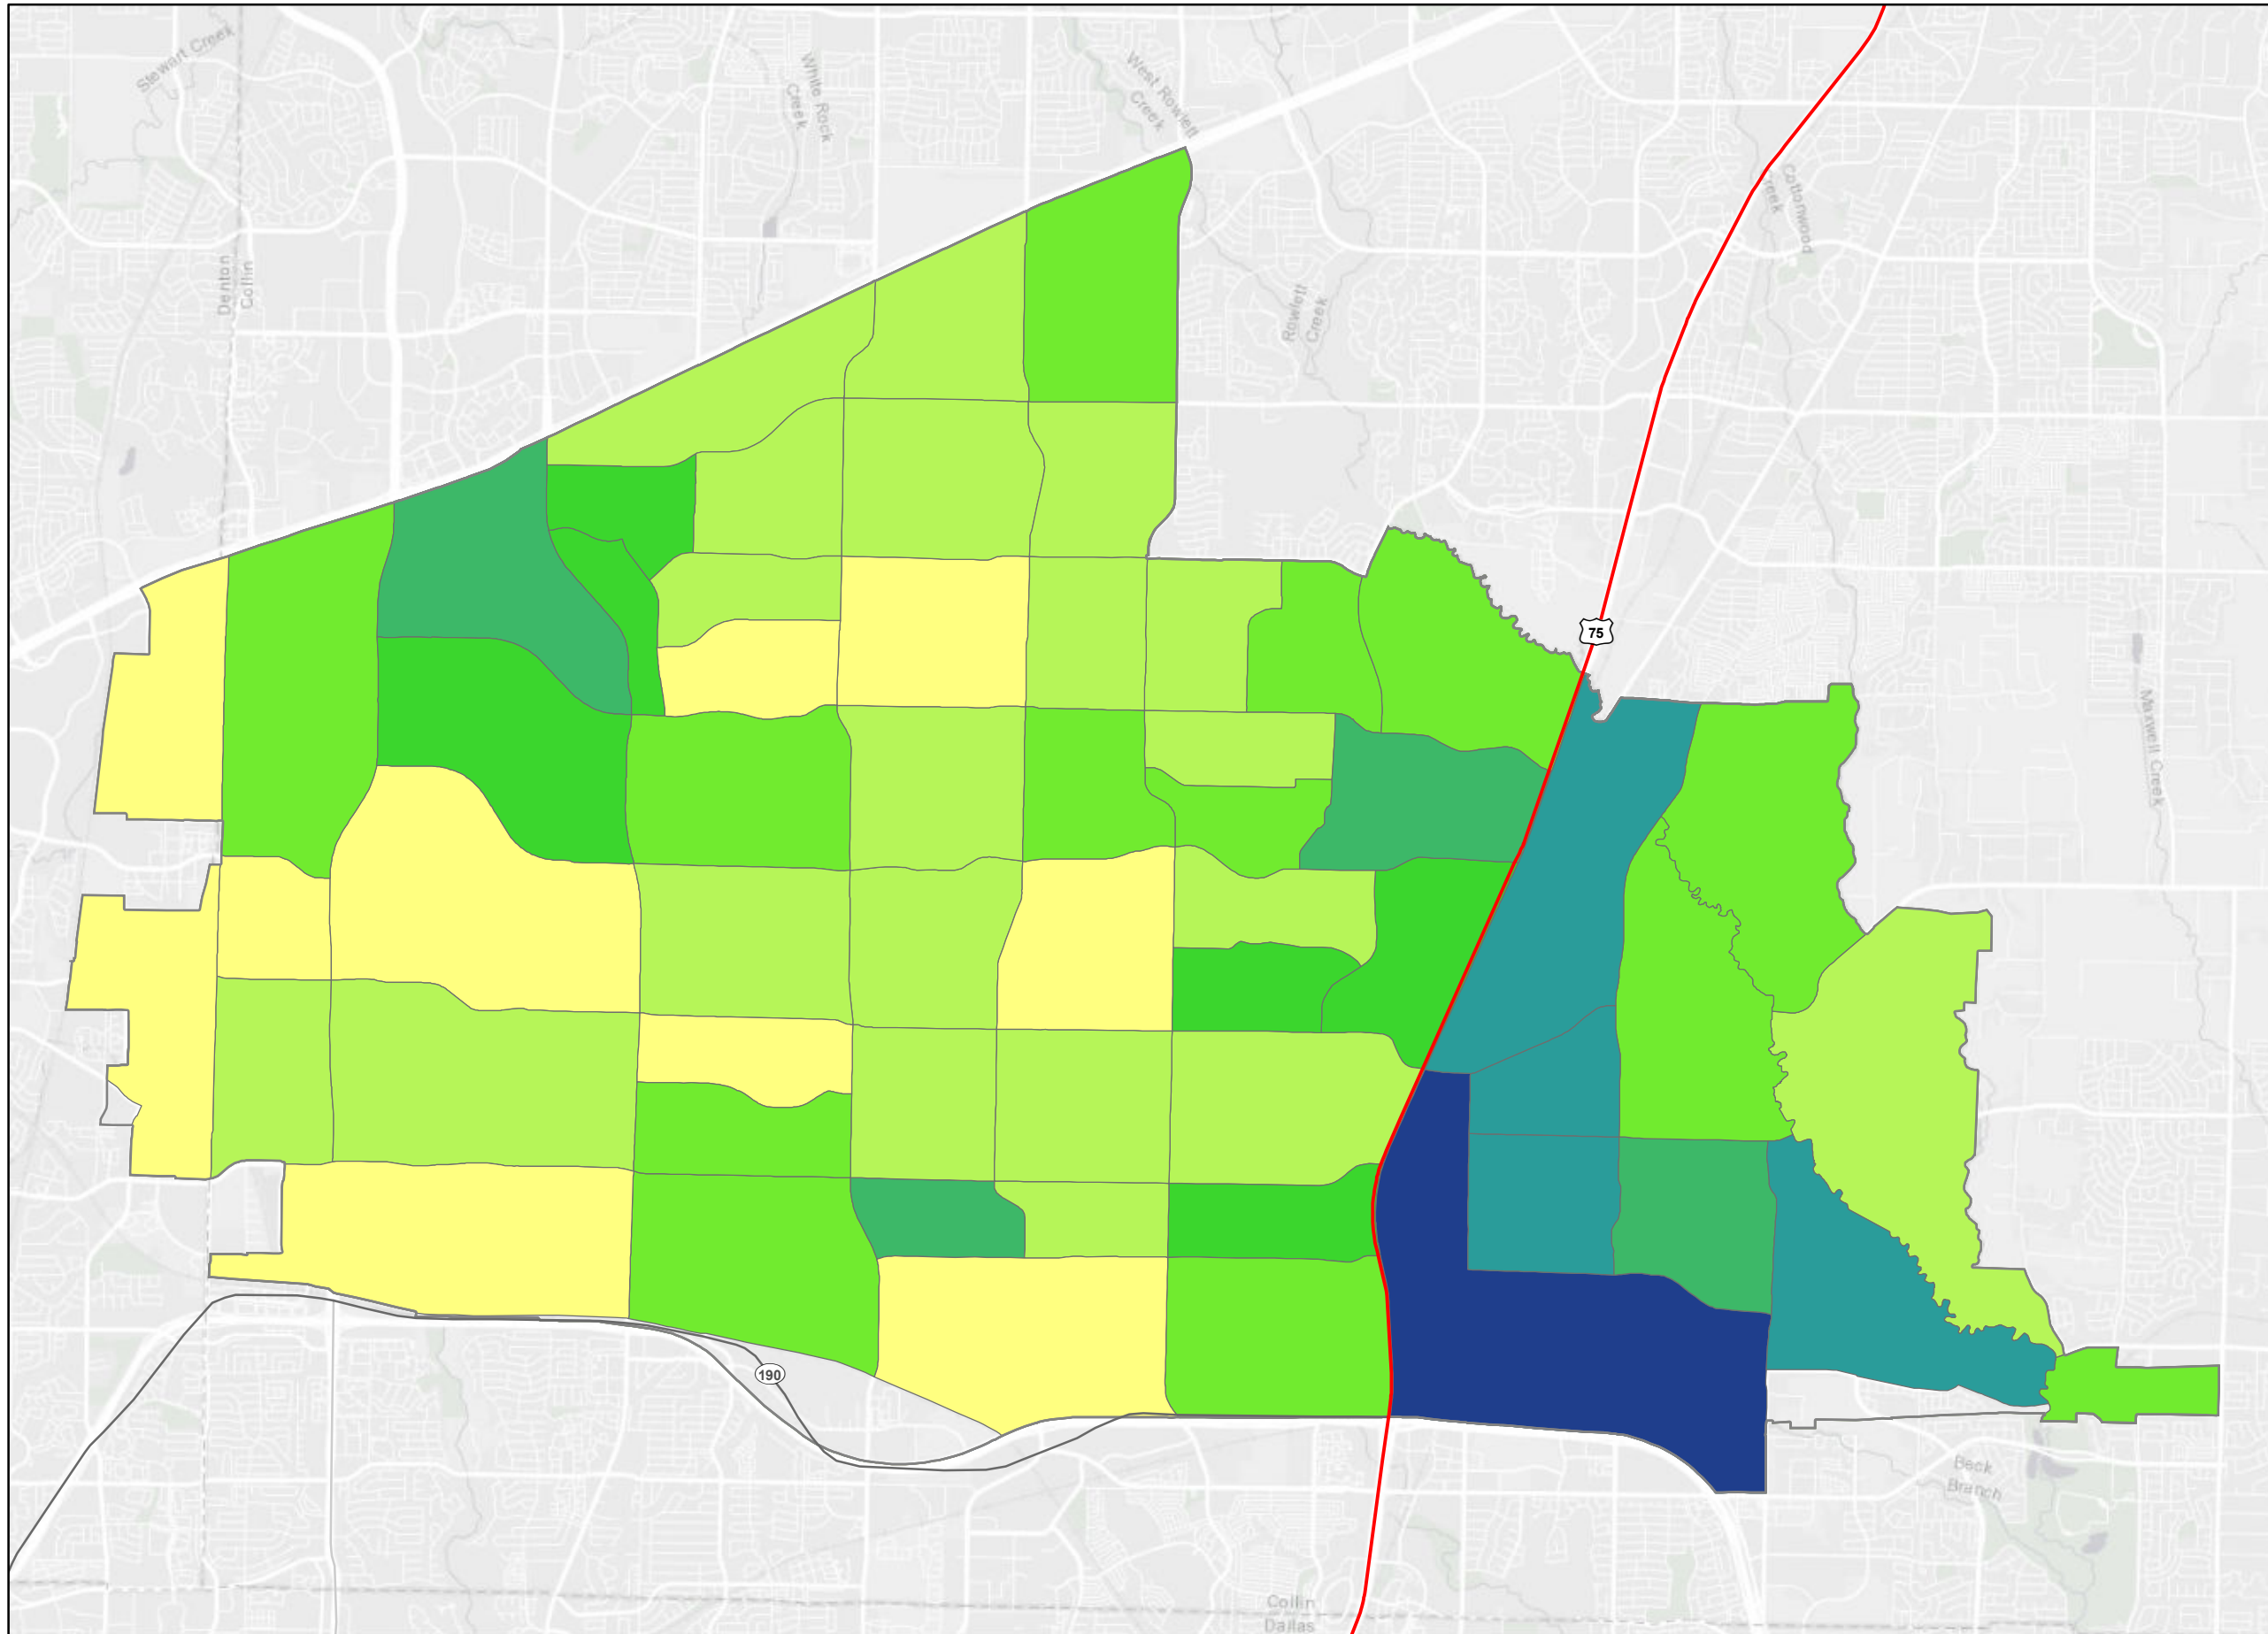 Stewart Creek
White Rock
Creek
West Rowlett
Creek
Cottonwood
Creek
Denton
Collin
Rowlett
Creek
75
Maxwell Creek
190
Beck
Branch
Collin
Dallas